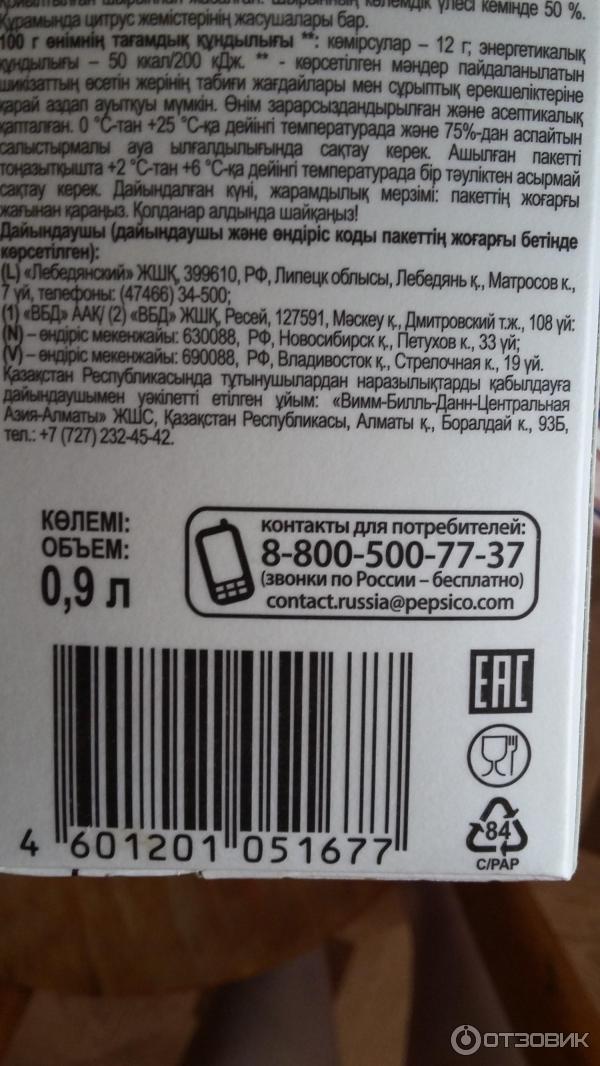 шырынның көлемдік үлесі кемінде 50 %.
Құрамында цитрус жемістерінің жасушалары бар.
100 г өнімнің тағамдық құндылығы **: көмірсулар – 12 г; энергетикалық
құндылығы – 50 ккал/200 кДж. ** - көрсетілген мәндер пайдаланылатын
шикізаттың өсетін жерінің табиғи жағдайлары мен сұрыптық ерекшеліктеріне
қарай аздап ауытқуы мүмкін. Өнім зарарсыздандырылған және асептикалық
қапталған. 0 °С-тан +25 °С-қа дейінгі температурада және 75%-дан аспайтын
салыстырмалы ауа ылғалдылығында сақтау керек. Ашылған пакетті
тоңазытқышта +2 °С-тан +6 °С-қа дейінгі температурада бір тәуліктен асырмай
сақтау керек. Дайындалған күні, жарамдылық мерзімі: пакеттің жоғарғы
жағынан қараңыз. Қолданар алдында шайқаңыз!
Дайындаушы (дайындаушы және өндіріс коды пакеттің жоғарғы бетінде
көрсетілген):
(L) «Лебедянский» ЖШҚ, 399610, РФ, Липецк облысы, Лебедянь қ., Матросов к.,
7 үй, телефоны: (47466) 34-500;
(1) «ВБД» ААҚ/ (2) «ВБД» ЖШҚ, Ресей, 127591, Мәскеу қ., Дмитровский т.ж., 108 үй:
(N) – өндіріс мекенжайы: 630088, РФ, Новосибирск қ., Петухов к., 33 үй;
(V) – өндіріс мекенжайы: 690088, РФ, Владивосток қ., Стрелочная к., 19 үй.
Қазақстан Республикасында тұтынушылардан наразылықтарды қабылдауға
дайындаушымен уәкілетті етілген ұйым: «Вимм-Билль-Данн-Центральная
Азия-Алматы» ЖШС, Қазақстан Республикасы, Алматы қ., Боралдай к., 93Б,
тел.: +7 (727) 232-45-42.
КӨЛЕМІ:
ОБЪЕМ:
0,9 л
контакты для потребителей:
8-800-500-77-37
(звонки по России – бесплатно)
contact.russia@pepsico.com
EAC
84
C/PAP
4 601201 051677
ОТЗОВИК